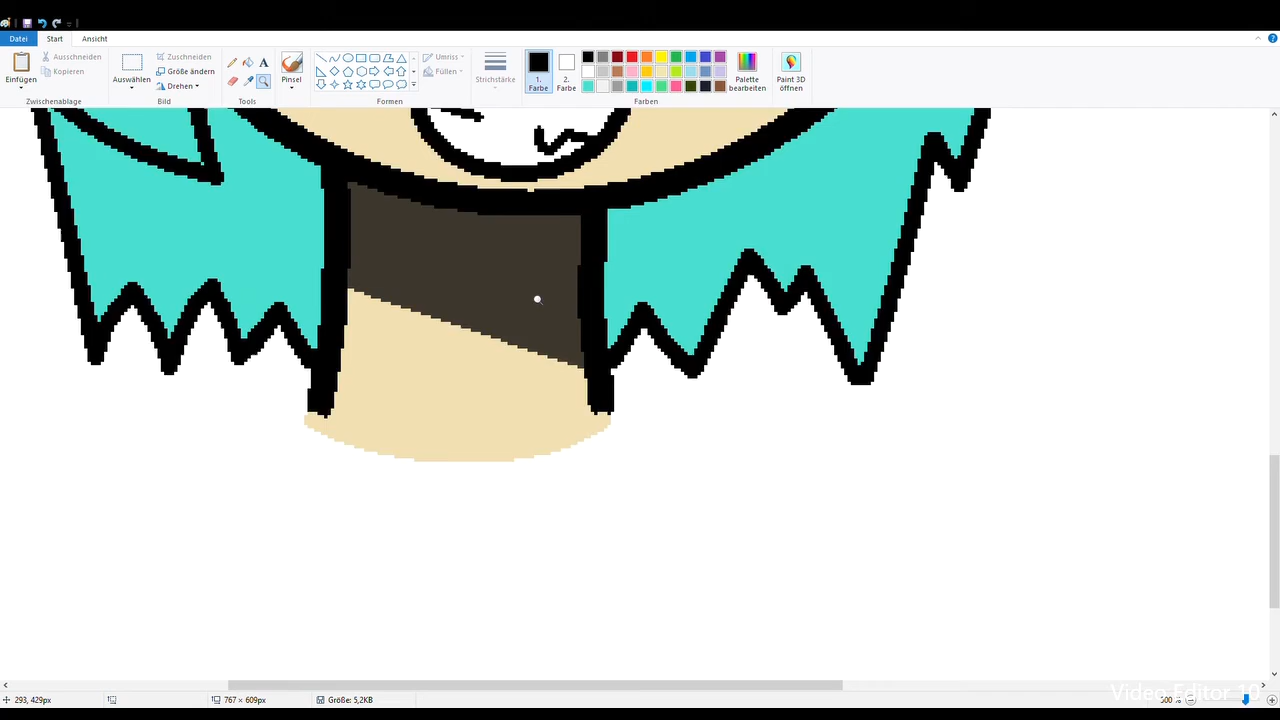 Datei Start Ansicht
Einfügen
Ausschneiden
Kopieren
Zwischenablage
Auswählen
Zuschneiden
Größe ändern
Drehen
Bild
A
Tools
Pinsel
Umriss
Füllen
Formen
Strichstärke
1.
Farbe
2.
Farbe
Farben
Palette
bearbeiten
Paint 3D
öffnen
293, 429px
767 × 609px
Größe: 5,2KB
500 %
Video Editor 10